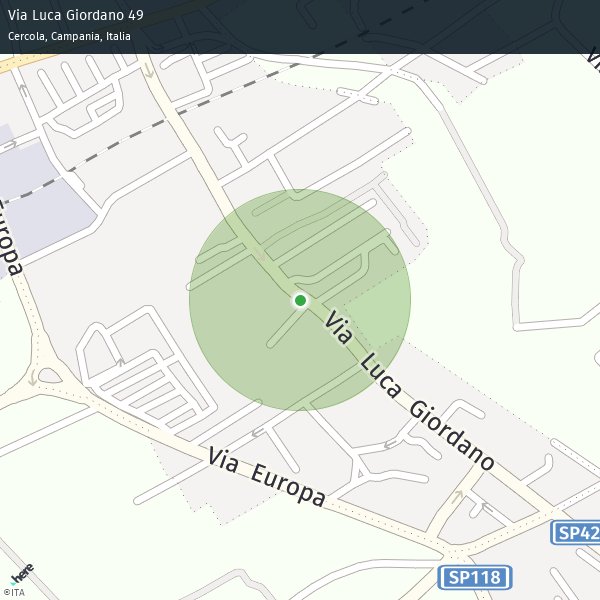 Via Luca Giordano 49
Cercola, Campania, Italia
Europa
Via Luca Giordano
Via Europa
SP42
SP118
here
©ITA